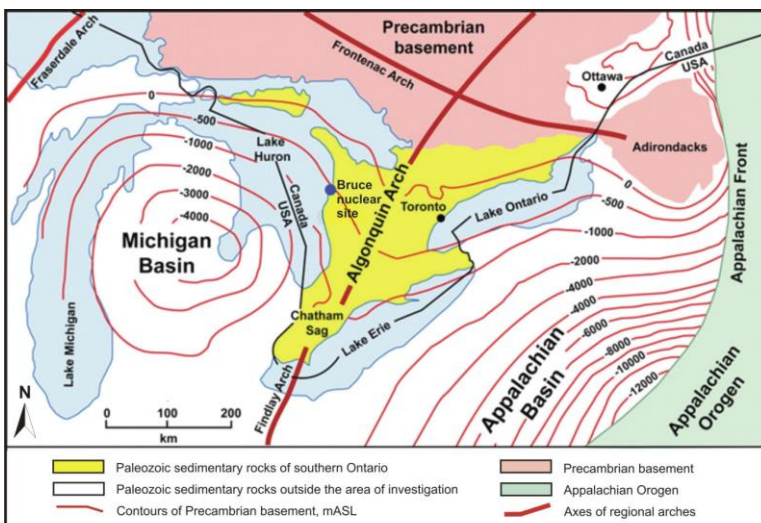 Precambrian
basement
Fraserdale Arch
Frontenac Arch
Ottawa
Canada
USA
0
-500
-1000
-2000
-3000
-4000
Lake
Huron
Canada
USA
Bruce
nuclear
site
Algonquin Arch
Toronto
Lake Ontario
Adirondacks
Appalachian Front
0
-500
-1000
-2000
-4000
-4000
-6000
-8000
-10000
-12000
Michigan
Basin
Lake Michigan
Chatham
Sag
Lake Erie
Findlay Arch
Appalachian
Basin
Appalachian
Orogen
N
0 100 200
km
Paleozoic sedimentary rocks of southern Ontario
Paleozoic sedimentary rocks outside the area of investigation
Contours of Precambrian basement, mASL
Precambrian basement
Appalachian Orogen
Axes of regional arches